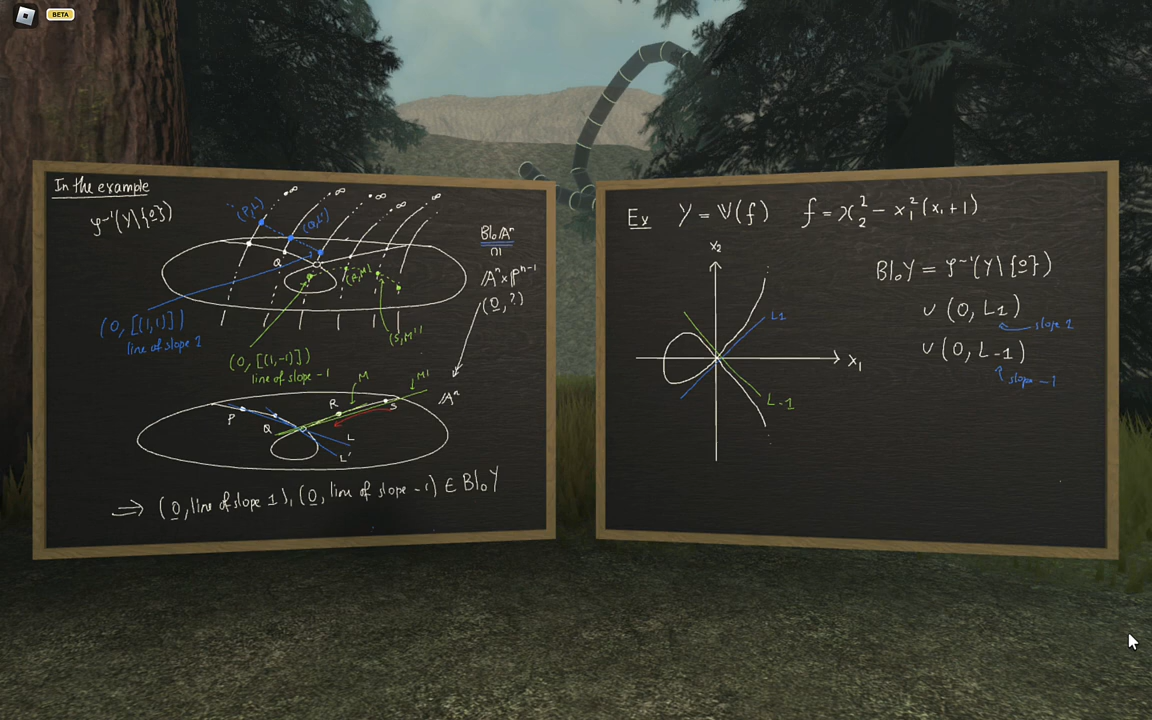 BETA
In the example
φ⁻¹(Y\{0})
∞ ∞ ∞ ∞ ∞
(P,L)
(Q,L')
Q
(R,M)
(S,M')
Bl₀𝔸ⁿ
∩|
𝔸ⁿ × ℙⁿ⁻¹
(0, ?)
(0, [(1,1)])
line of slope 2
(0, [(1,-1)])
line of slope -1
M
M'
𝔸ⁿ
P
R
S
Q
L
L'
⟹ (0, line of slope 1), (0, line of slope -1) ∈ Bl₀Y
Ex Y = V(f) f = x₂² - x₁²(x₁+1)
x₂
Bl₀Y = φ⁻¹(Y\{0})
∪ (0, L1)
slope 2
∪ (0, L-1)
slope -1
L1
x₁
L-1